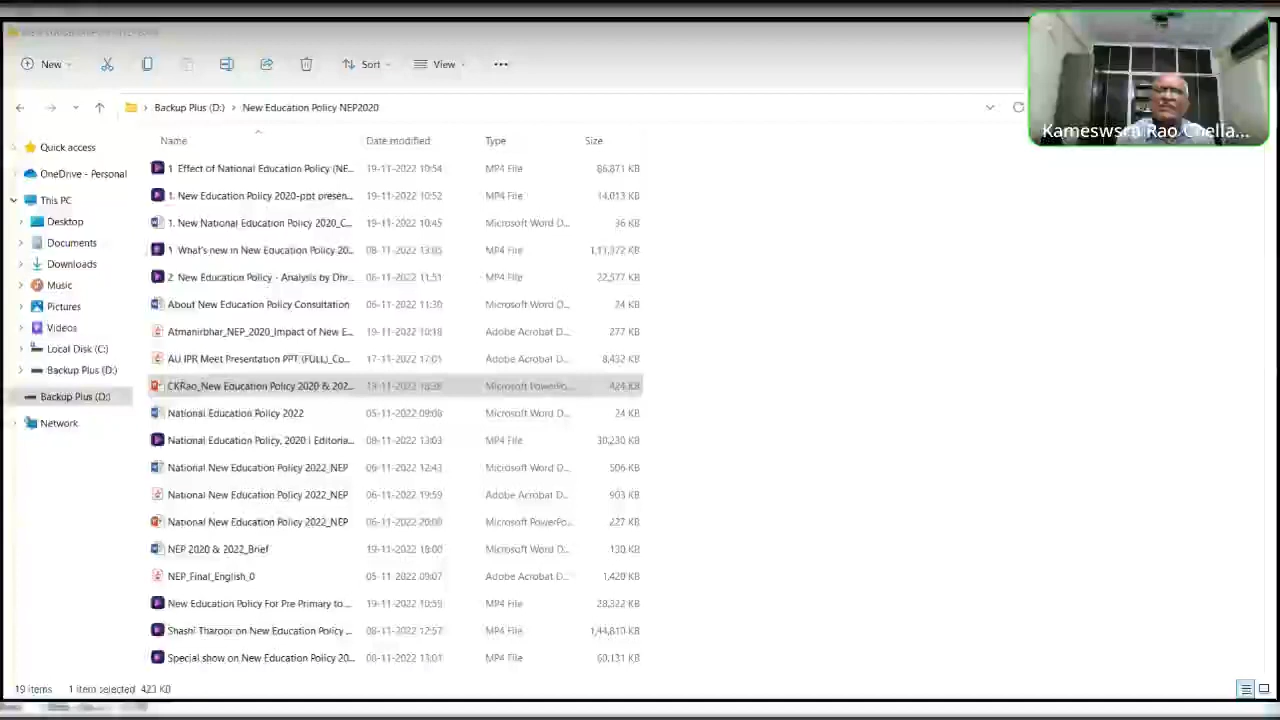 New
Sort
View
Backup Plus (D:) > New Education Policy NEP2020
Kameswsra Rao Chella...
Name Date modified Type Size
Quick access
OneDrive - Personal
This PC
Desktop
Documents
Downloads
Music
Pictures
Videos
Local Disk (C:)
Backup Plus (D:)
Backup Plus (D:)
Network
1 Effect of National Education Policy (NE... 19-11-2022 10:54 MP4 File 86,871 KB
1. New Education Policy 2020-ppt presen... 19-11-2022 10:52 MP4 File 14,013 KB
1. New National Education Policy 2020_C... 19-11-2022 10:45 Microsoft Word D... 36 KB
1 What's new in New Education Policy 20... 08-11-2022 13:05 MP4 File 1,11,372 KB
2 New Education Policy - Analysis by Dhr... 06-11-2022 11:51 MP4 File 22,577 KB
About New Education Policy Consultation 06-11-2022 11:30 Microsoft Word D... 24 KB
Atmanirbhar_NEP_2020_Impact of New E... 19-11-2022 10:18 Adobe Acrobat D... 277 KB
AU IPR Meet Presentation PPT (FULL)_Co... 17-11-2022 17:01 Adobe Acrobat D... 8,432 KB
CKRao_New Education Policy 2020 & 202... Microsoft PowerPo... 424 KB
National Education Policy 2022 05-11-2022 09:08 Microsoft Word D... 24 KB
National Education Policy, 2020 I Editoria... 08-11-2022 13:03 MP4 File 30,230 KB
National New Education Policy 2022_NEP 06-11-2022 12:43 Microsoft Word D... 506 KB
National New Education Policy 2022_NEP 06-11-2022 19:59 Adobe Acrobat D... 903 KB
National New Education Policy 2022_NEP 06-11-2022 20:00 Microsoft PowerPo... 227 KB
NEP 2020 & 2022_Brief 19-11-2022 18:00 Microsoft Word D... 130 KB
NEP_Final_English_0 05-11-2022 09:07 Adobe Acrobat D... 1,420 KB
New Education Policy For Pre Primary to ... 19-11-2022 10:59 MP4 File 28,322 KB
Shashi Tharoor on New Education Policy ... 08-11-2022 12:57 MP4 File 1,44,810 KB
Special show on New Education Policy 20... 08-11-2022 13:01 MP4 File 60,131 KB
19 items 1 item selected 423 KB